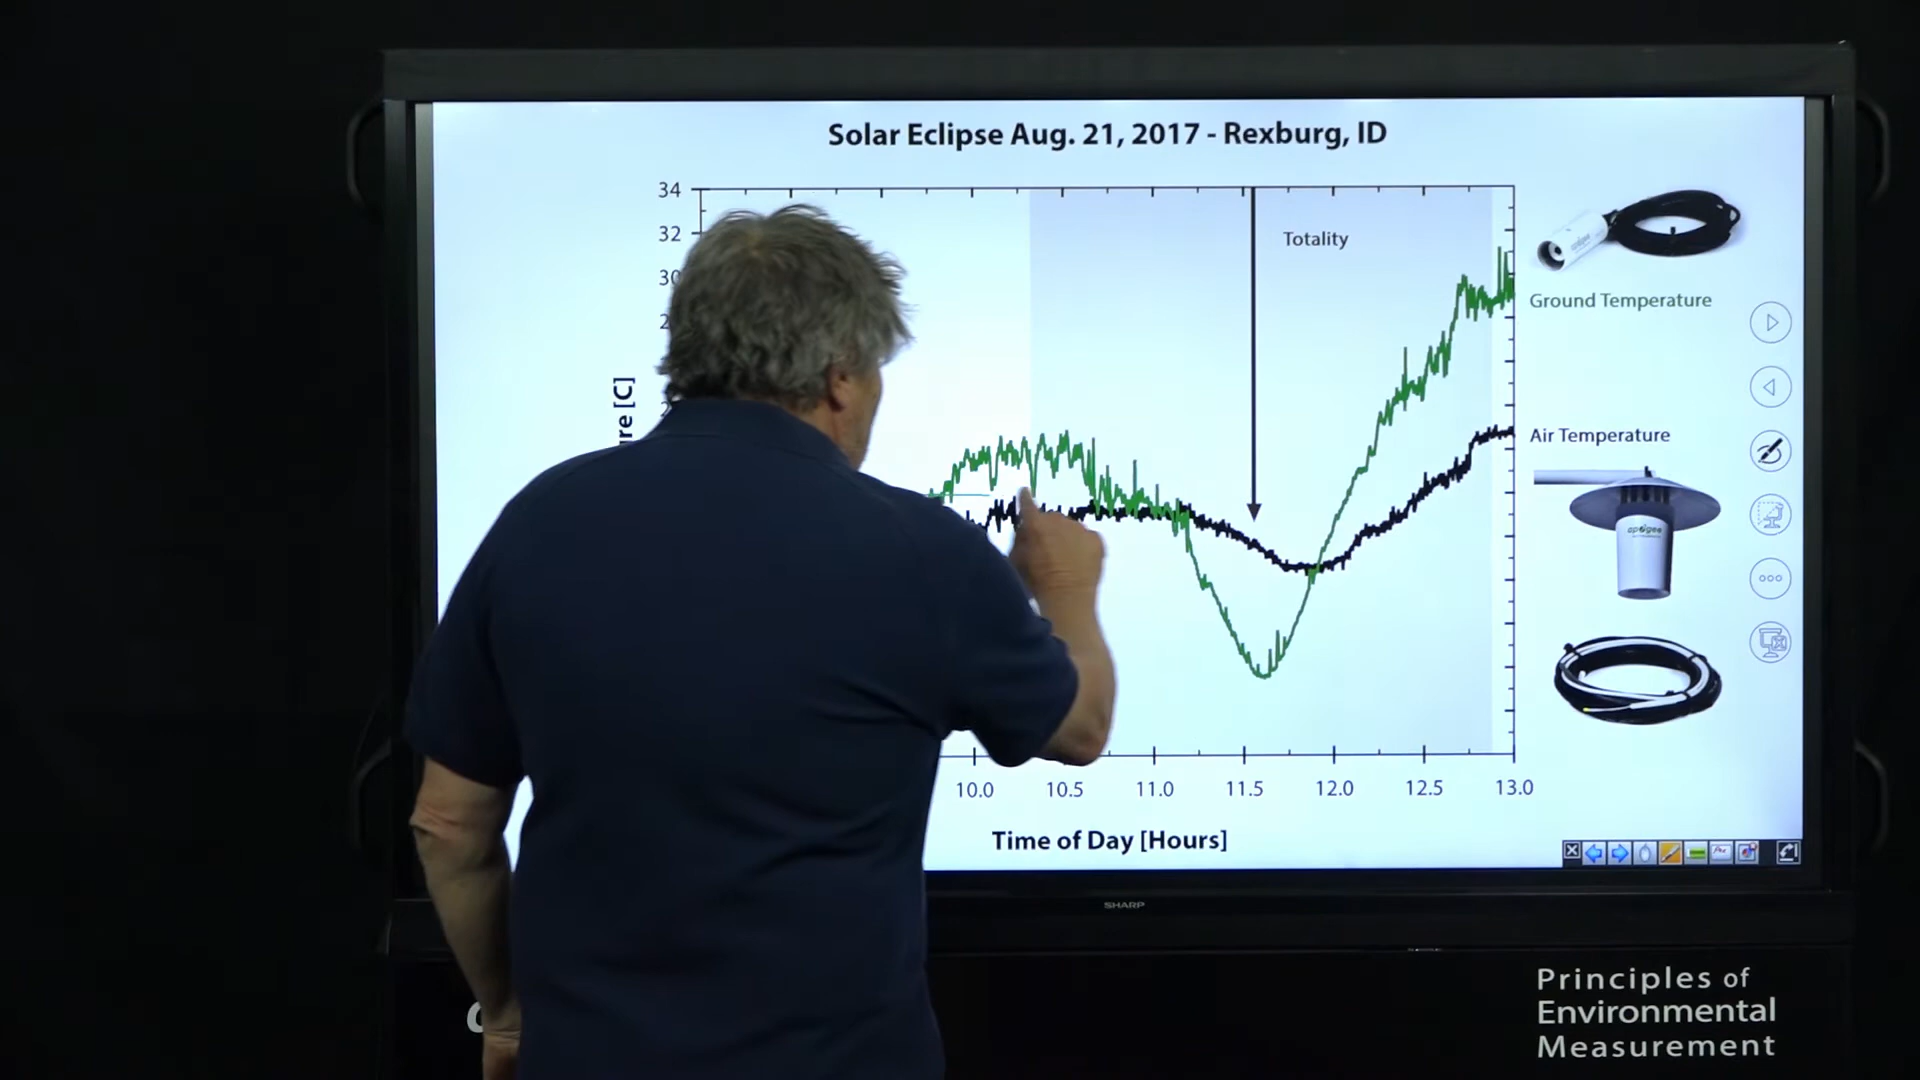 Solar Eclipse Aug. 21, 2017 - Rexburg, ID
34
32
Totality
Ground Temperature
Air Temperature
apogee
10.0 10.5 11.0 11.5 12.0 12.5 13.0
Time of Day [Hours]
SHARP
Principles of
Environmental
Measurement